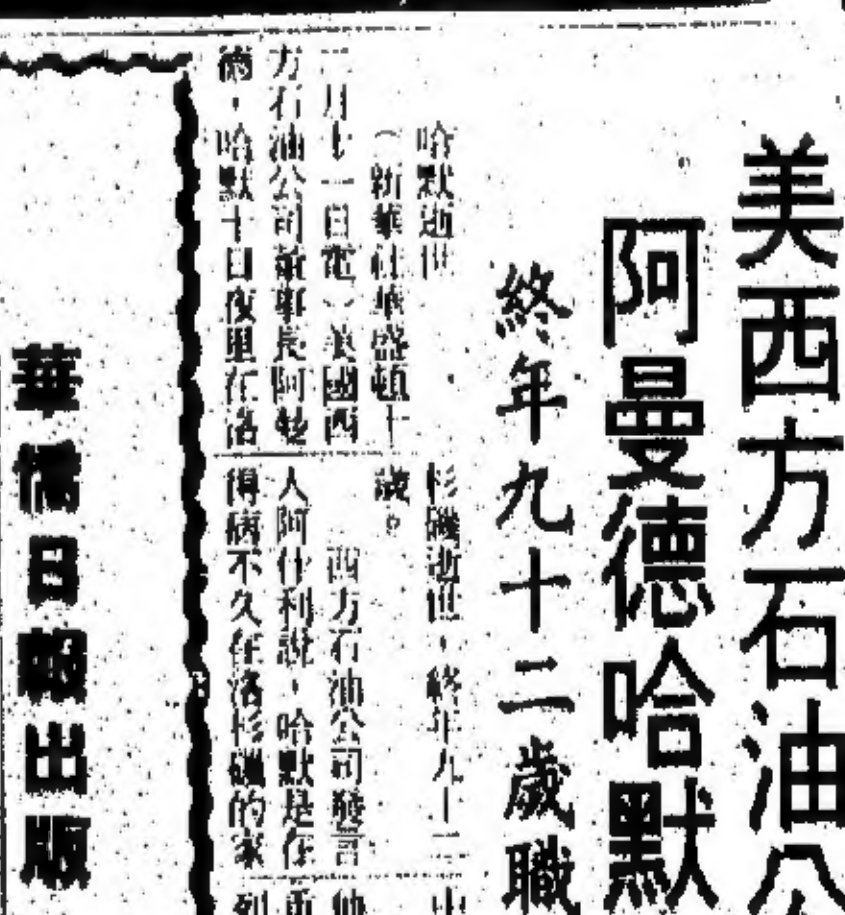 美西方石油公
阿曼德哈默
終年九十二歲職
哈默逝世
（新華社華盛頓十
二月十一日電）美國西
方石油公司董事長阿曼
德，哈默十日夜里在洛
杉磯逝世，終年九十二
歲。
西方石油公司發言
人阿什利說，哈默是在
得病不久在洛杉磯的家
華僑日報出版